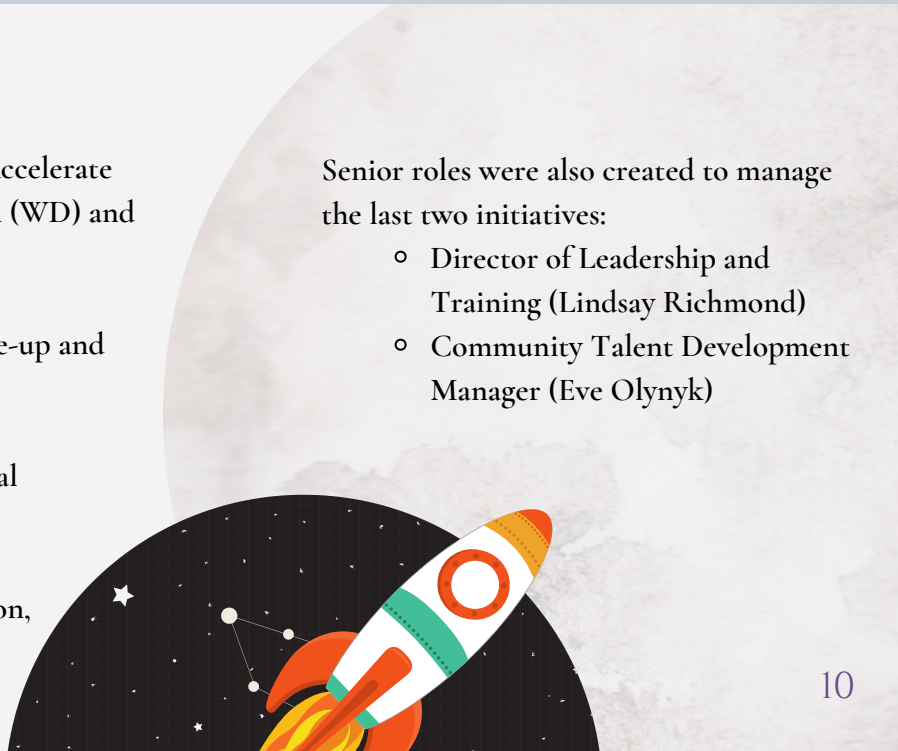 ccelerate
(WD) and
e-up and
al
on,
Senior roles were also created to manage
the last two initiatives:
Director of Leadership and
Training (Lindsay Richmond)
Community Talent Development
Manager (Eve Olynyk)
10